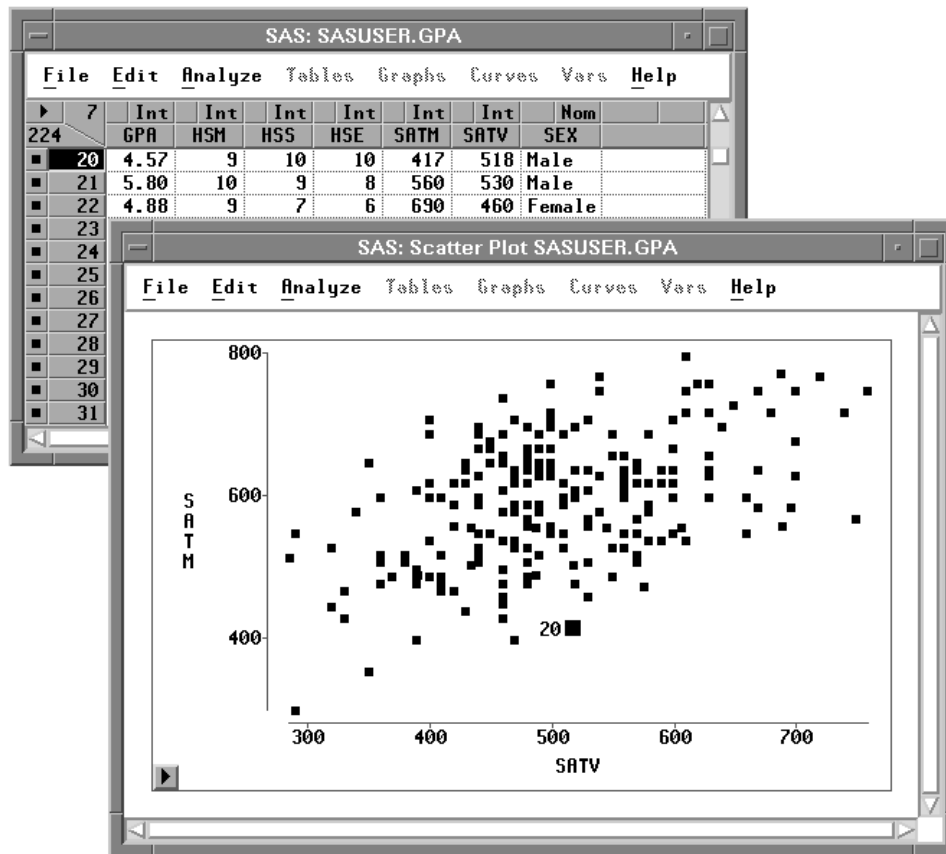 SAS: SASUSER.GPA
File Edit Analyze Tables Graphs Curves Vars Help
7 Int Int Int Int Int Int Nom
224 GPA HSM HSS HSE SATM SATV SEX
20 4.57 9 10 10 417 518 Male
21 5.80 10 9 8 560 530 Male
22 4.88 9 7 6 690 460 Female
23
24
25
26
27
28
29
30
31
SAS: Scatter Plot SASUSER.GPA
File Edit Analyze Tables Graphs Curves Vars Help
800
600
400
SATM
20
300 400 500 600 700
SATV